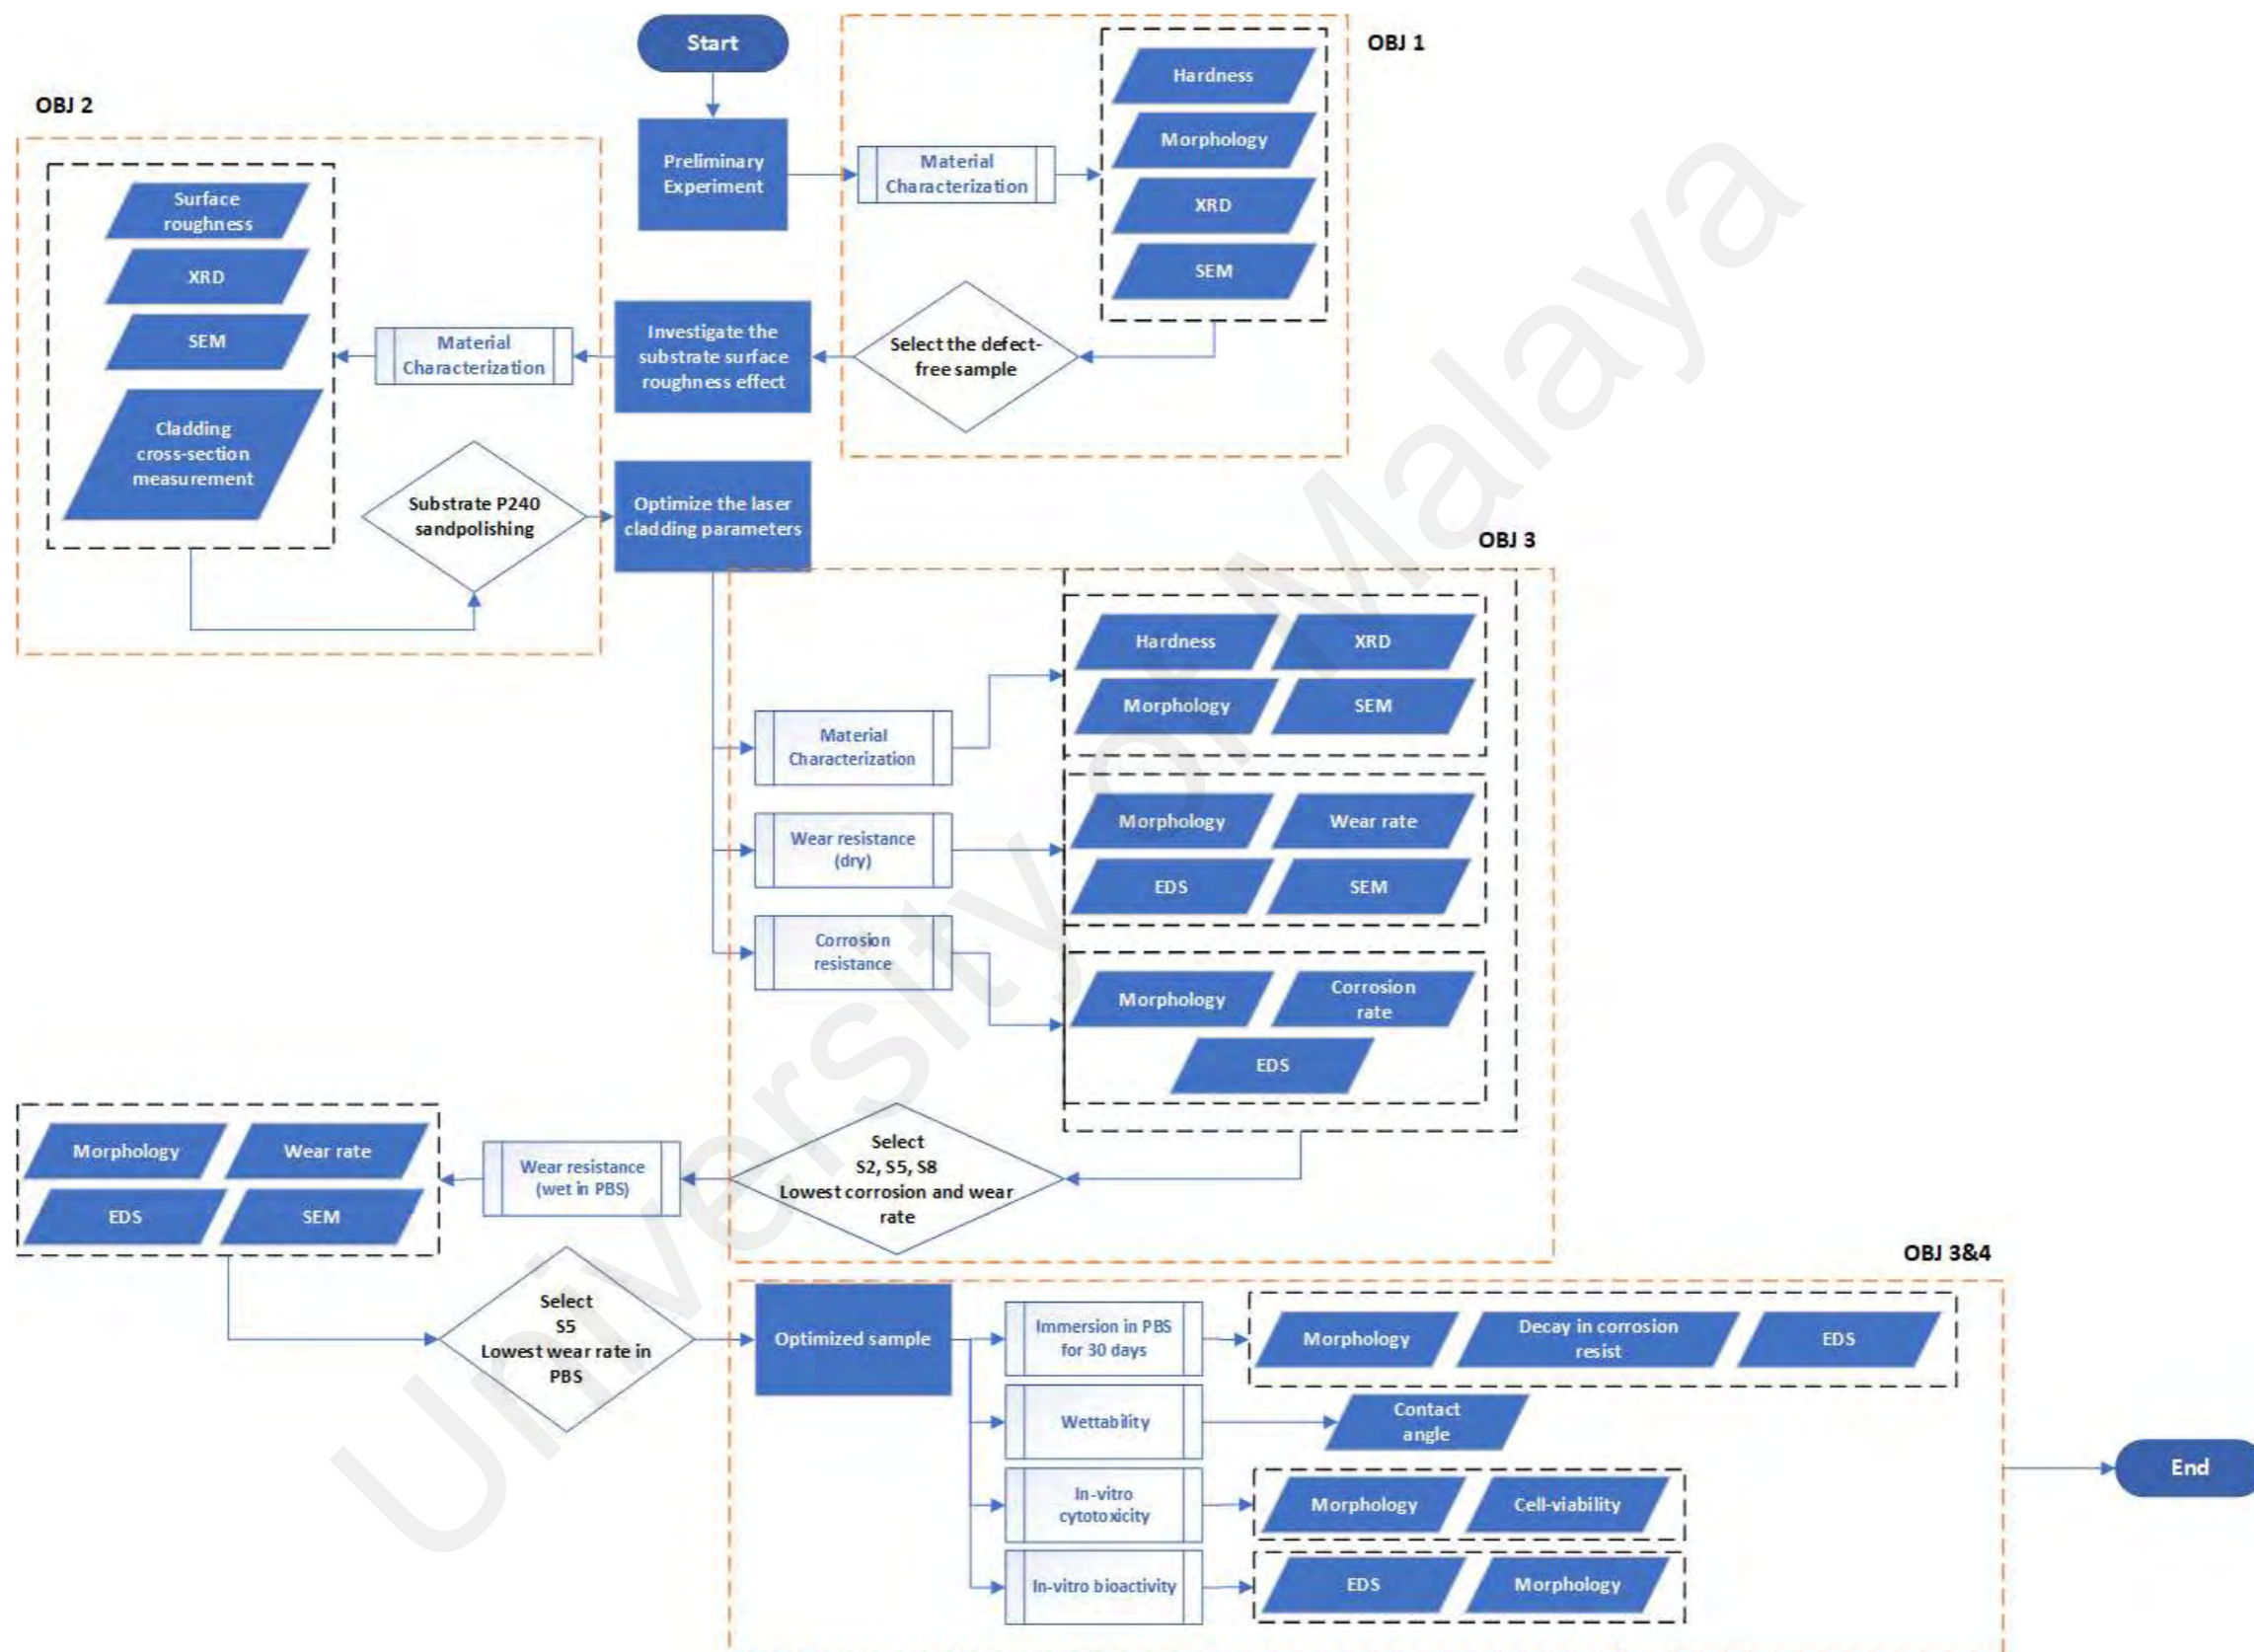 Start
OBJ 1
Hardness
Morphology
XRD
SEM
Preliminary
Experiment
Material
Characterization
Select the defect-
free sample
Investigate the
substrate surface
roughness effect
OBJ 2
Material
Characterization
Surface
roughness
XRD
SEM
Cladding
cross-section
measurement
Substrate P240
sandpolishing
Optimize the laser
cladding parameters
OBJ 3
Material
Characterization
Hardness
XRD
Morphology
SEM
Wear resistance
(dry)
Morphology
Wear rate
EDS
SEM
Corrosion
resistance
Morphology
Corrosion
rate
EDS
Select
S2, S5, S8
Lowest corrosion and wear
rate
Wear resistance
(wet in PBS)
Morphology
Wear rate
EDS
SEM
Select
S5
Lowest wear rate in
PBS
OBJ 3&4
Optimized sample
Immersion in PBS
for 30 days
Morphology
Decay in corrosion
resist
EDS
Wettability
Contact
angle
In-vitro
cytotoxicity
Morphology
Cell-viability
In-vitro bioactivity
EDS
Morphology
End
University of Malaya